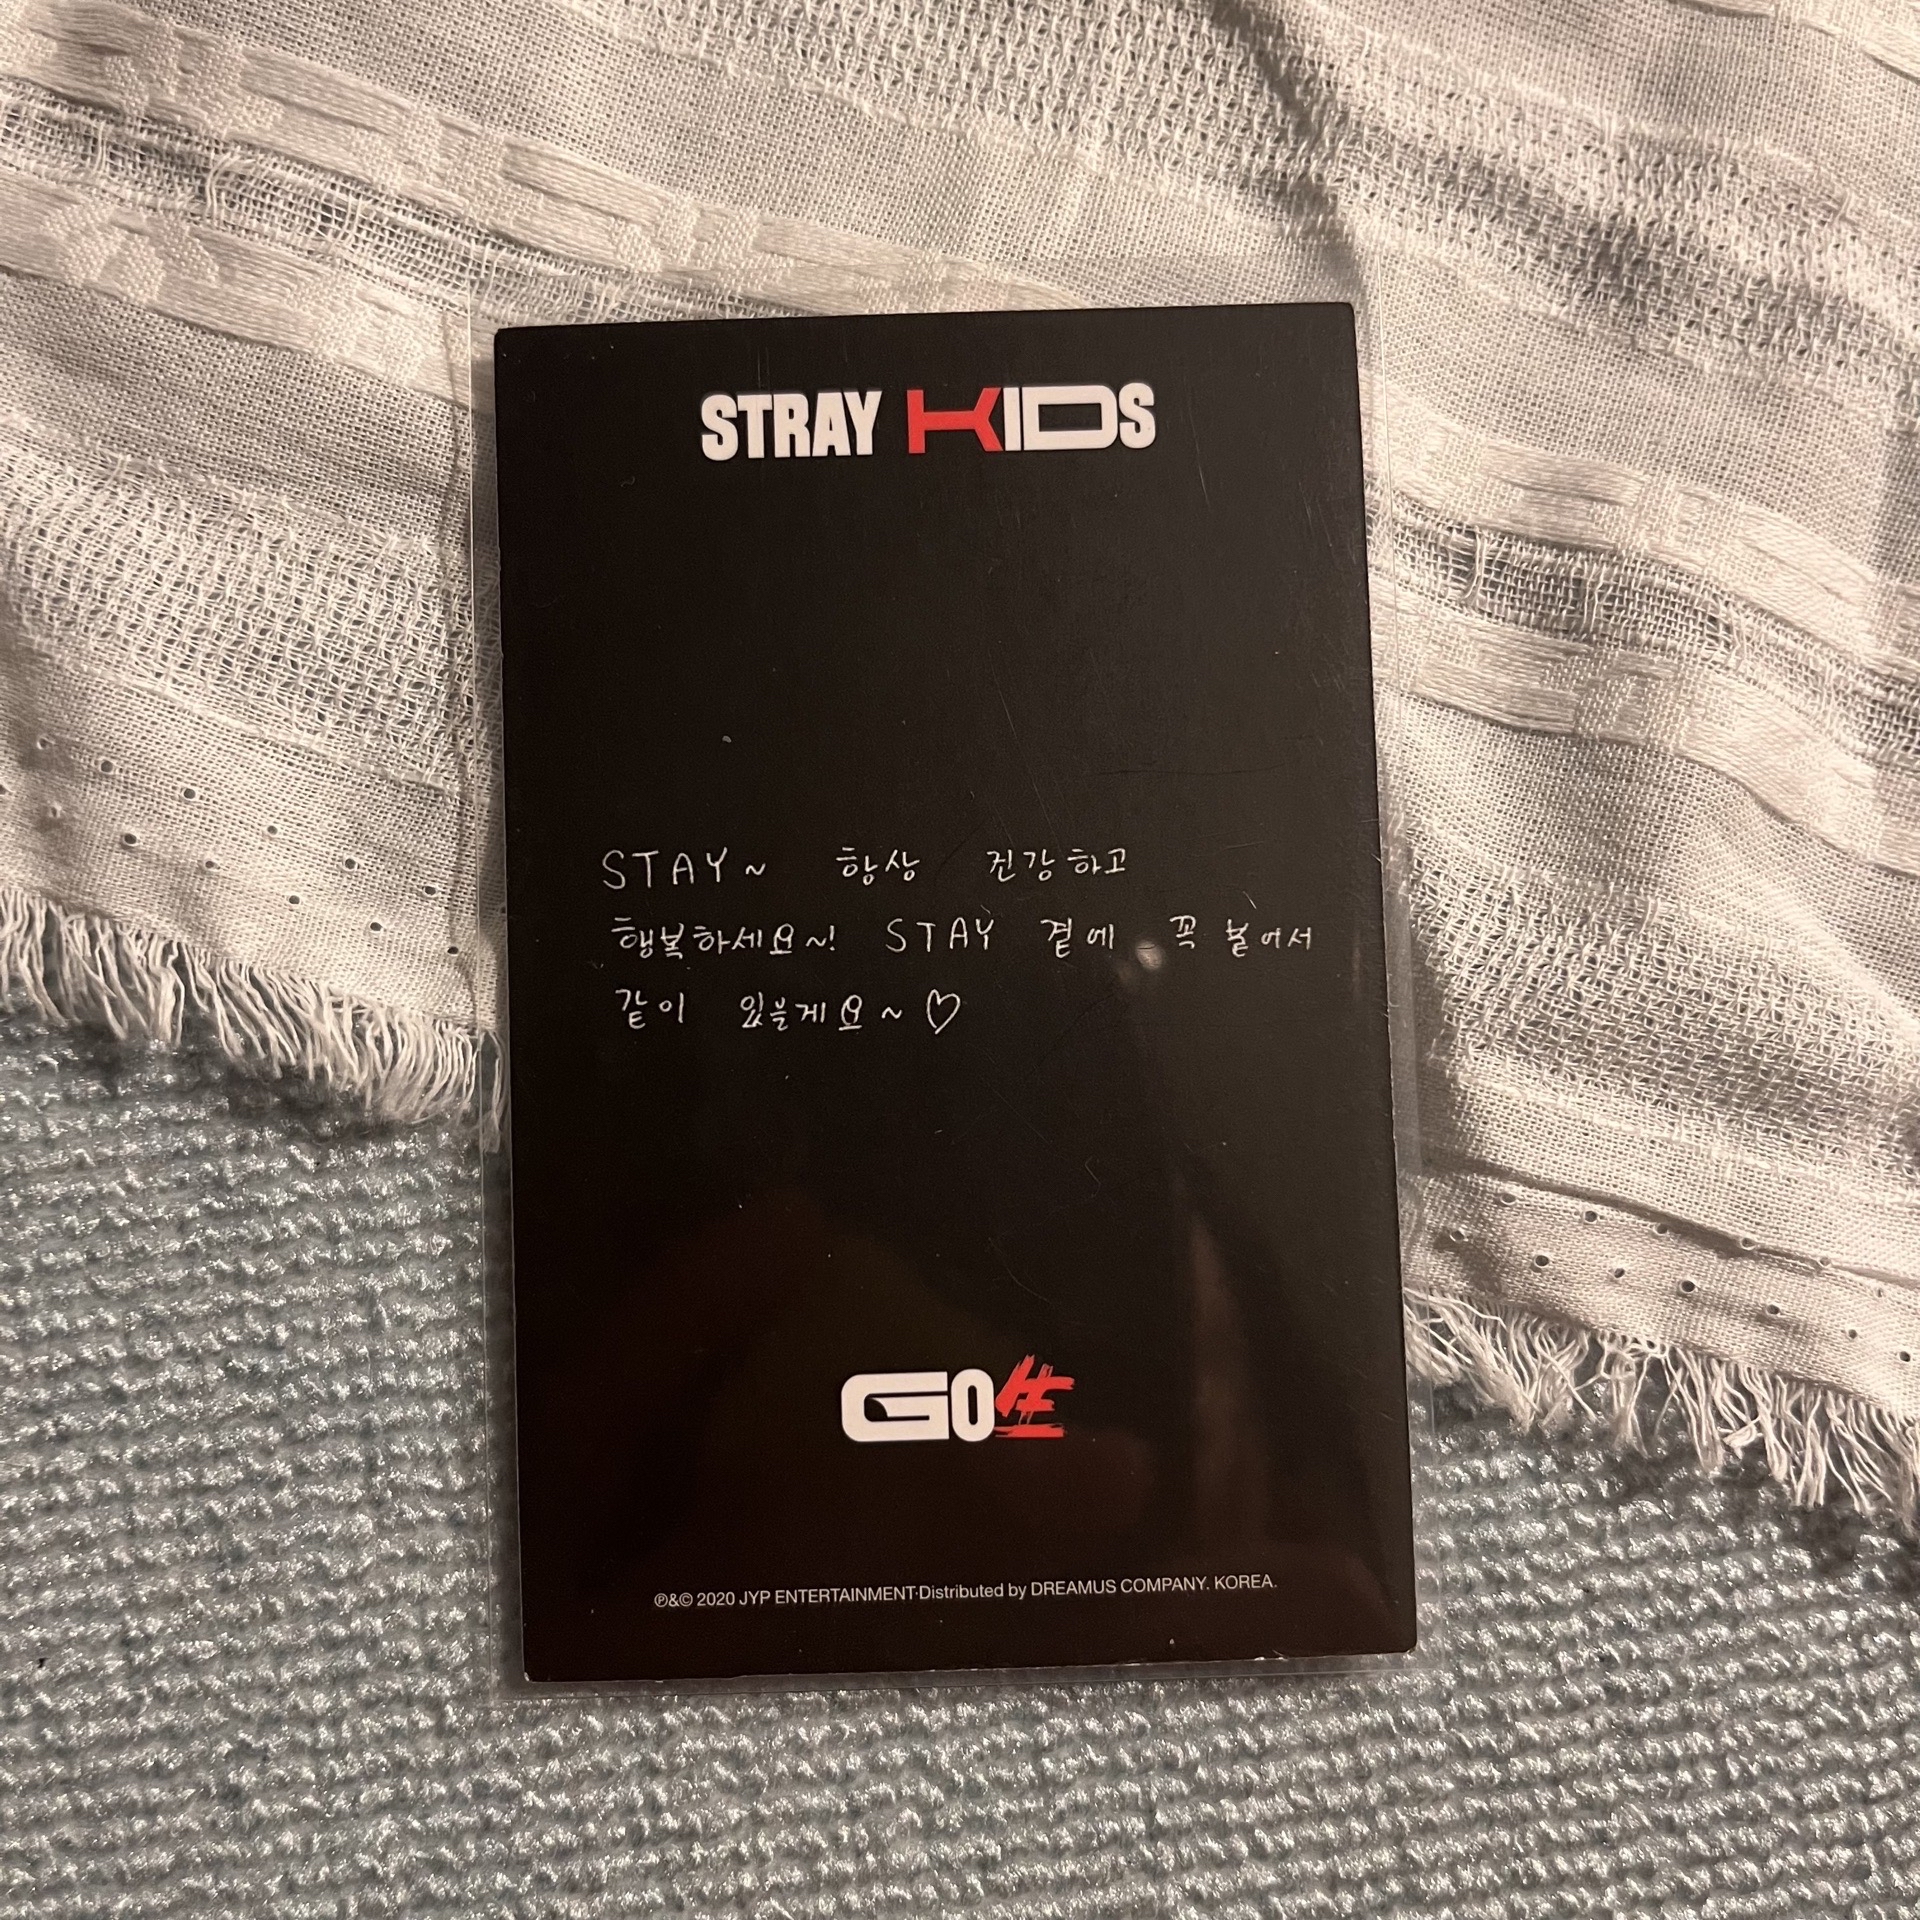 STRAY KIDS
STAY~ 항상 건강하고
행복하세요~! STAY 곁에 꼭 붙어서
같이 있을게요~♡
GO生
℗&© 2020 JYP ENTERTAINMENT·Distributed by DREAMUS COMPANY. KOREA.